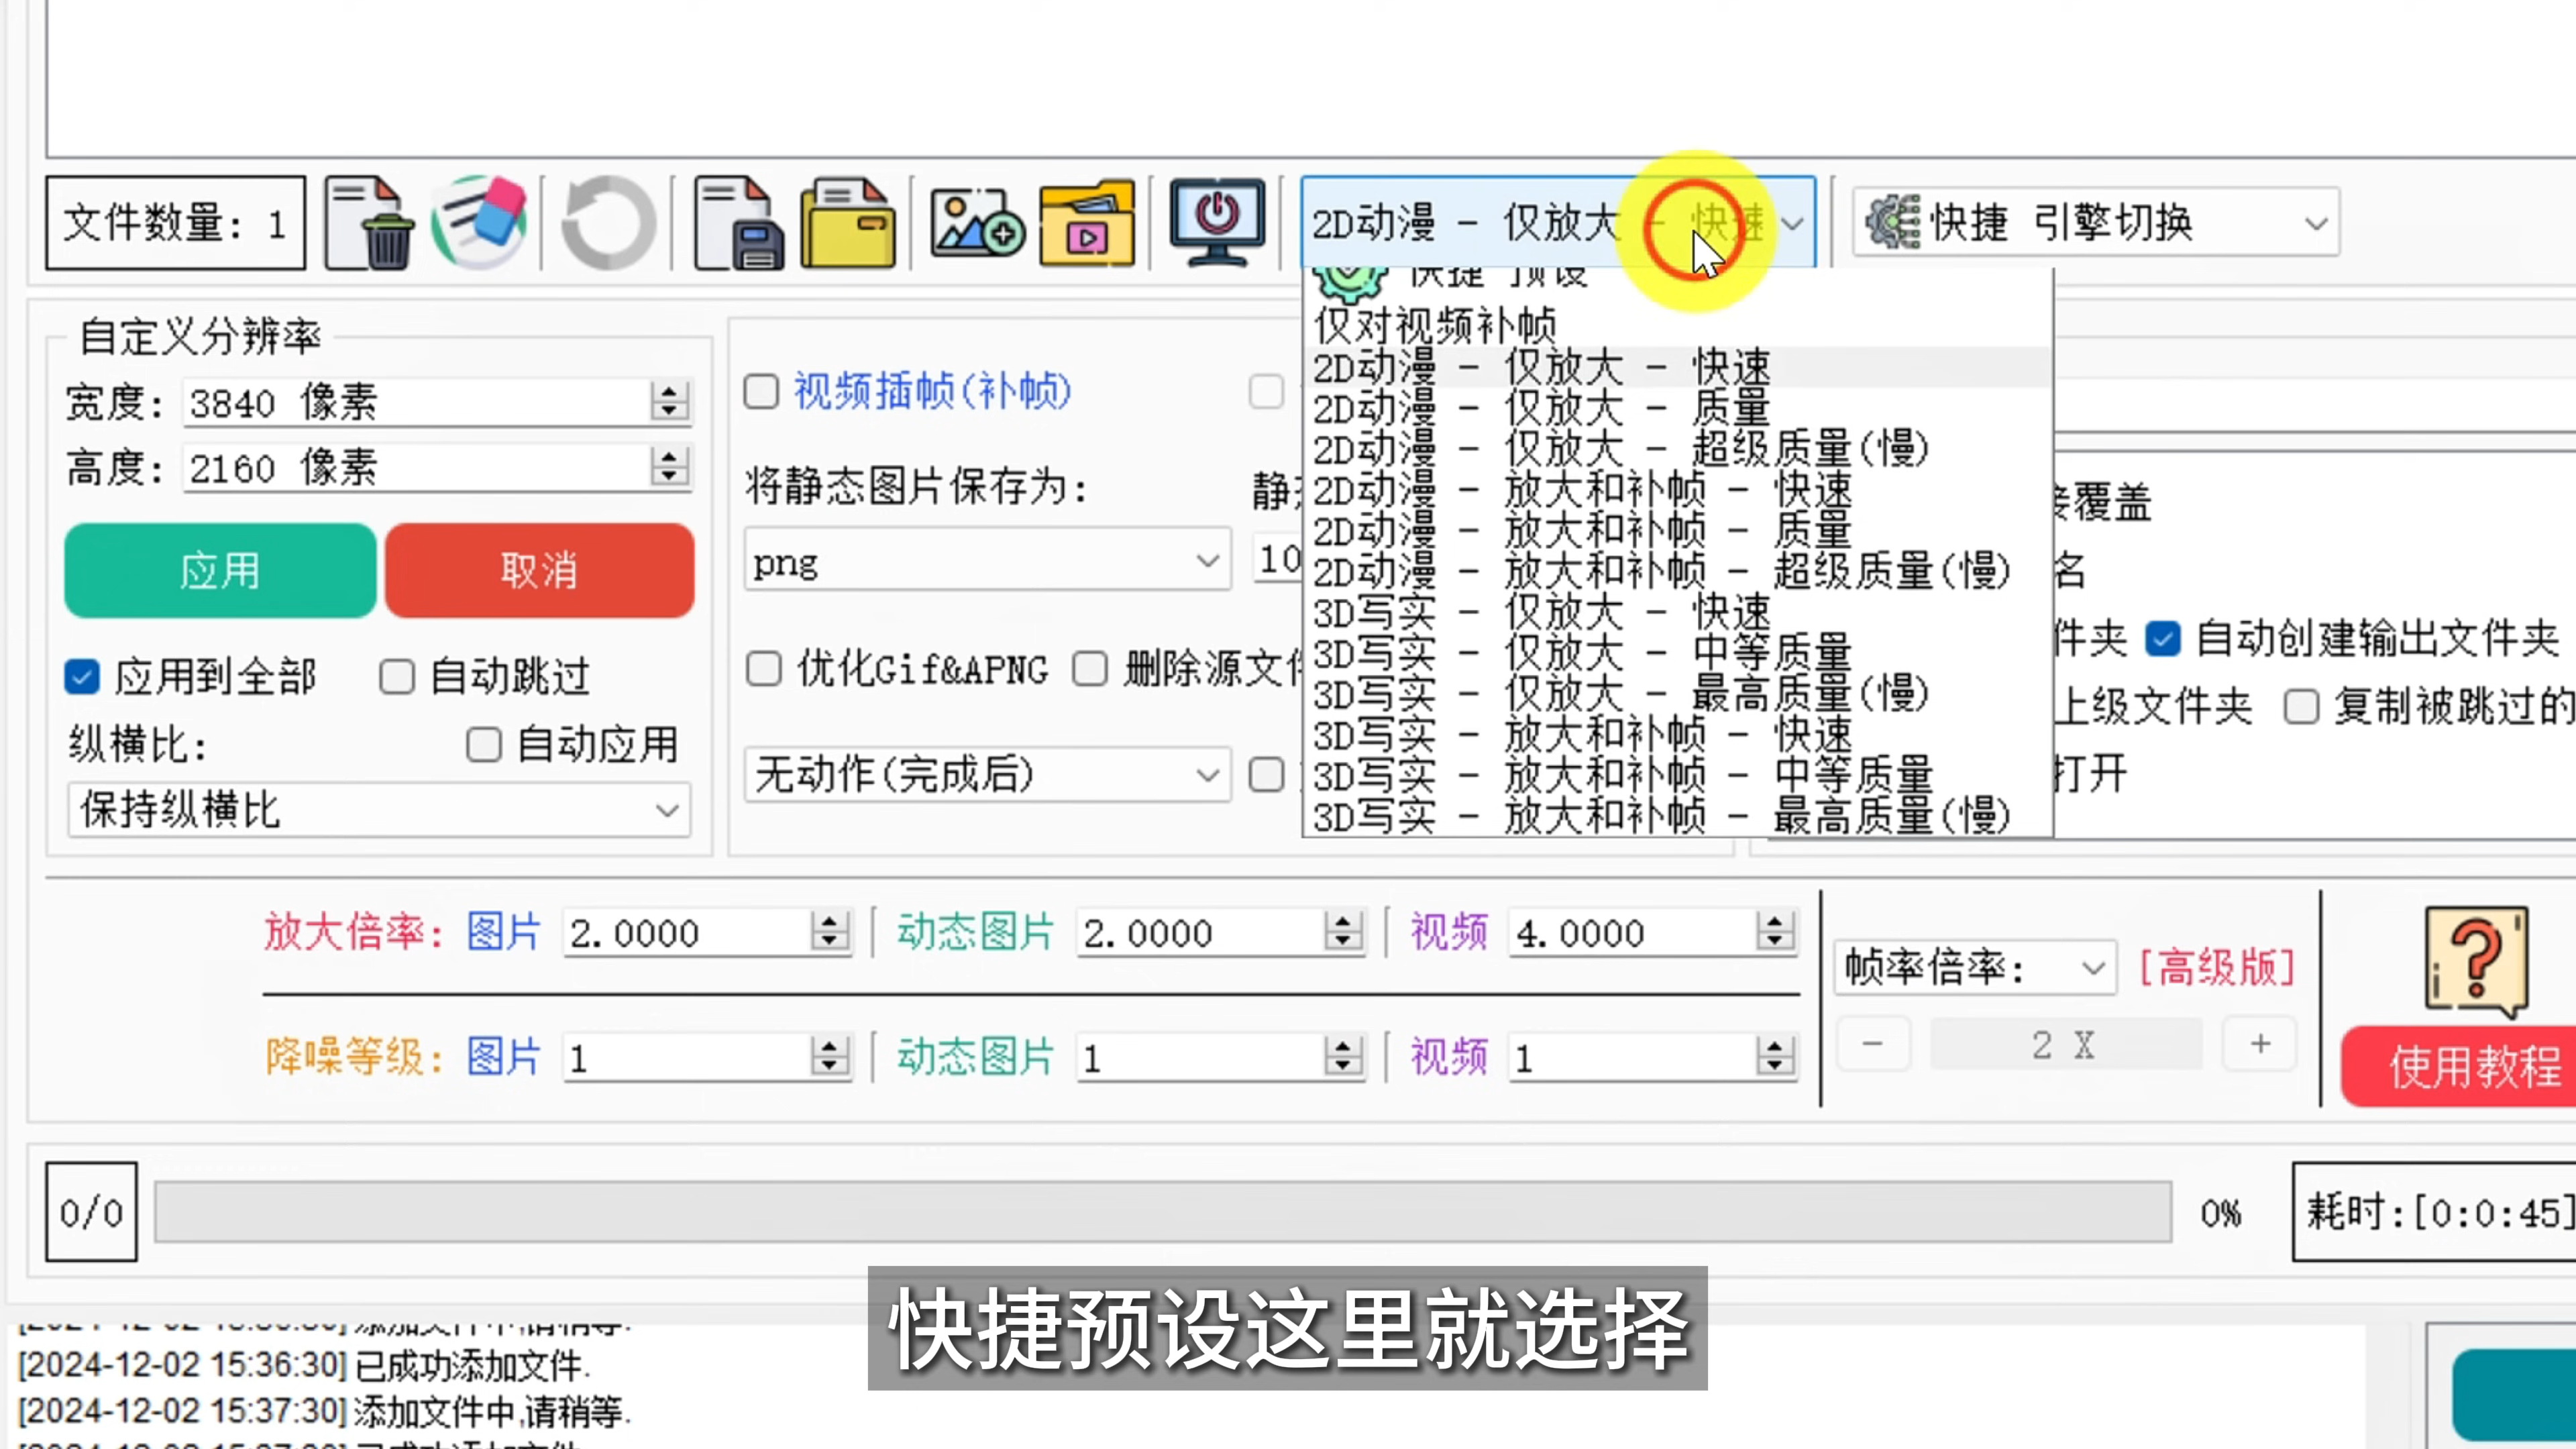 文件数量: 1
2D动漫 - 仅放大 - 快速
快捷 引擎切换
快捷 预设
仅对视频补帧
2D动漫 - 仅放大 - 快速
2D动漫 - 仅放大 - 质量
2D动漫 - 仅放大 - 超级质量(慢)
2D动漫 - 放大和补帧 - 快速
2D动漫 - 放大和补帧 - 质量
2D动漫 - 放大和补帧 - 超级质量(慢)
3D写实 - 仅放大 - 快速
3D写实 - 仅放大 - 中等质量
3D写实 - 仅放大 - 最高质量(慢)
3D写实 - 放大和补帧 - 快速
3D写实 - 放大和补帧 - 中等质量
3D写实 - 放大和补帧 - 最高质量(慢)
自定义分辨率
宽度: 3840 像素
高度: 2160 像素
应用 取消
应用到全部 自动跳过
纵横比: 自动应用
保持纵横比
视频插帧(补帧)
将静态图片保存为: 静
png 10
优化Gif&APNG 删除源文件
无动作(完成后)
覆盖
名
件夹 自动创建输出文件夹
上级文件夹 复制被跳过的
打开
放大倍率: 图片 2.0000 动态图片 2.0000 视频 4.0000
降噪等级: 图片 1 动态图片 1 视频 1
帧率倍率: [高级版]
- 2 X +
使用教程
0/0 0% 耗时:[0:0:45]
快捷预设这里就选择
添加文件中,请稍等.
[2024-12-02 15:36:30] 已成功添加文件.
[2024-12-02 15:37:30] 添加文件中,请稍等.